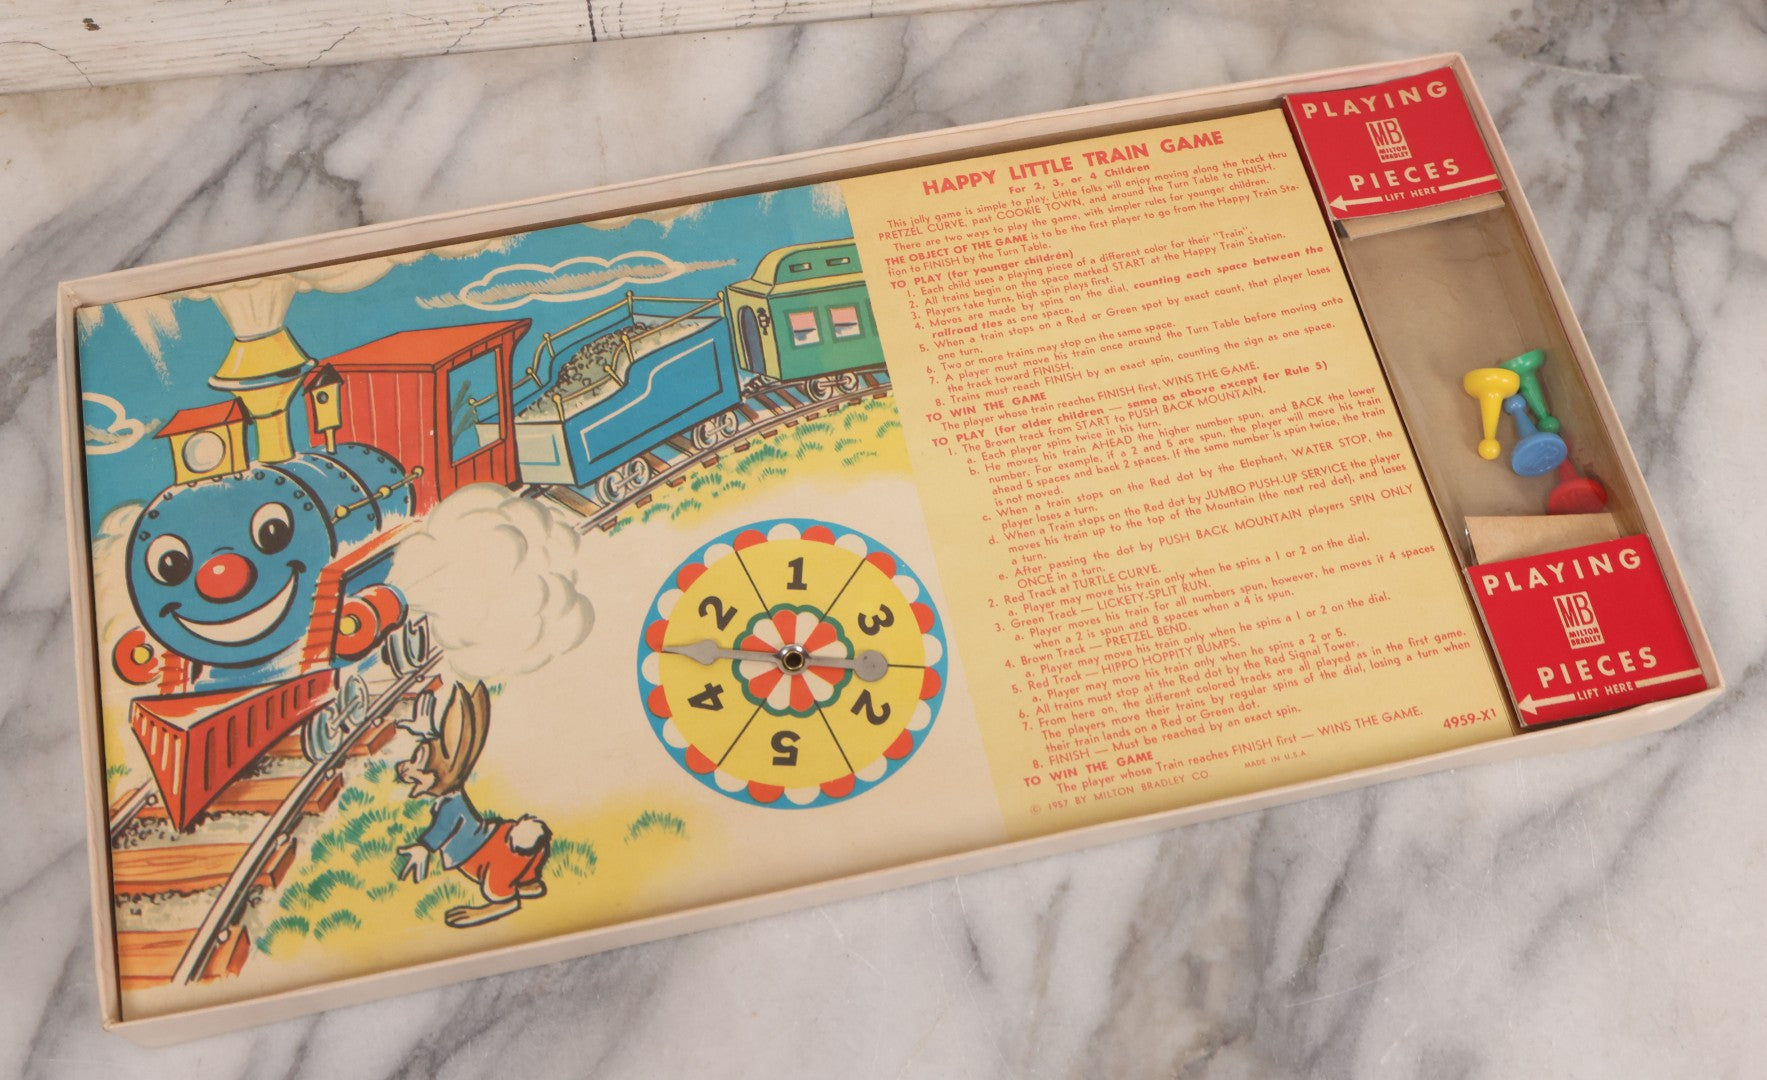 HAPPY LITTLE TRAIN GAME
For 2, 3, or 4 Children
This jolly game is simple to play. Little folks will enjoy moving along the track thru
PRETZEL CURVE, past COOKIE TOWN, and around the Turn Table to FINISH.
There are two ways to play the game, with simpler rules for younger children.
THE OBJECT OF THE GAME is to be the first player to go from the Happy Train Sta-
tion to FINISH by the Turn Table.
TO PLAY (for younger children)
1. Each child uses a playing piece of a different color for their "Train".
2. All trains begin on the space marked START at the Happy Train Station.
3. Players take turns, high spin plays first.
4. Moves are made by spins on the dial, counting each space between the
railroad ties as one space.
5. When a train stops on a Red or Green spot by exact count, that player loses
one turn.
6. Two or more trains may stop on the same space.
7. A player must move his train once around the Turn Table before moving onto
the track toward FINISH.
8. Trains must reach FINISH by an exact spin, counting the sign as one space.
TO WIN THE GAME
The player whose train reaches FINISH first, WINS THE GAME.
TO PLAY (for older children — same as above except for Rule 5)
1. The Brown track from START to PUSH BACK MOUNTAIN.
a. Each player spins twice in his turn.
b. He moves his train AHEAD the higher number spun, and BACK the lower
number. For example, if a 2 and 5 are spun, the player will move his train
ahead 5 spaces and back 2 spaces. If the same number is spun twice, the train
is not moved.
c. When a train stops on the Red dot by the Elephant, WATER STOP, the
player loses a turn.
d. When a Train stops on the Red dot by JUMBO PUSH-UP SERVICE the player
moves his train up to the top of the Mountain (the next red dot), and loses
a turn.
e. After passing the dot by PUSH BACK MOUNTAIN players SPIN ONLY
ONCE in a turn.
2. Red Track at TURTLE CURVE.
a. Player may move his train only when he spins a 1 or 2 on the dial.
3. Green Track — LICKETY-SPLIT RUN.
a. Player moves his train for all numbers spun, however, he moves it 4 spaces
when a 2 is spun and 8 spaces when a 4 is spun.
4. Brown Track — PRETZEL BEND.
a. Player may move his train only when he spins a 1 or 2 on the dial.
5. Red Track — HIPPO HOPPITY BUMPS.
a. Player may move his train only when he spins a 2 or 5.
6. All trains must stop at the Red Dot by the Red Signal Tower.
7. From here on, the different colored tracks are all played as in the first game.
The players move their trains by regular spins of the dial, losing a turn when
their train lands on a Red or Green dot.
8. FINISH — Must be reached by an exact spin.
TO WIN THE GAME
The player whose Train reaches FINISH first — WINS THE GAME.
© 1957 BY MILTON BRADLEY CO
MADE IN U.S.A
4959-X1
1
3
2
5
4
2
PLAYING
MB
MILTON
BRADLEY
PIECES
LIFT HERE
PLAYING
MB
MILTON
BRADLEY
PIECES
LIFT HERE